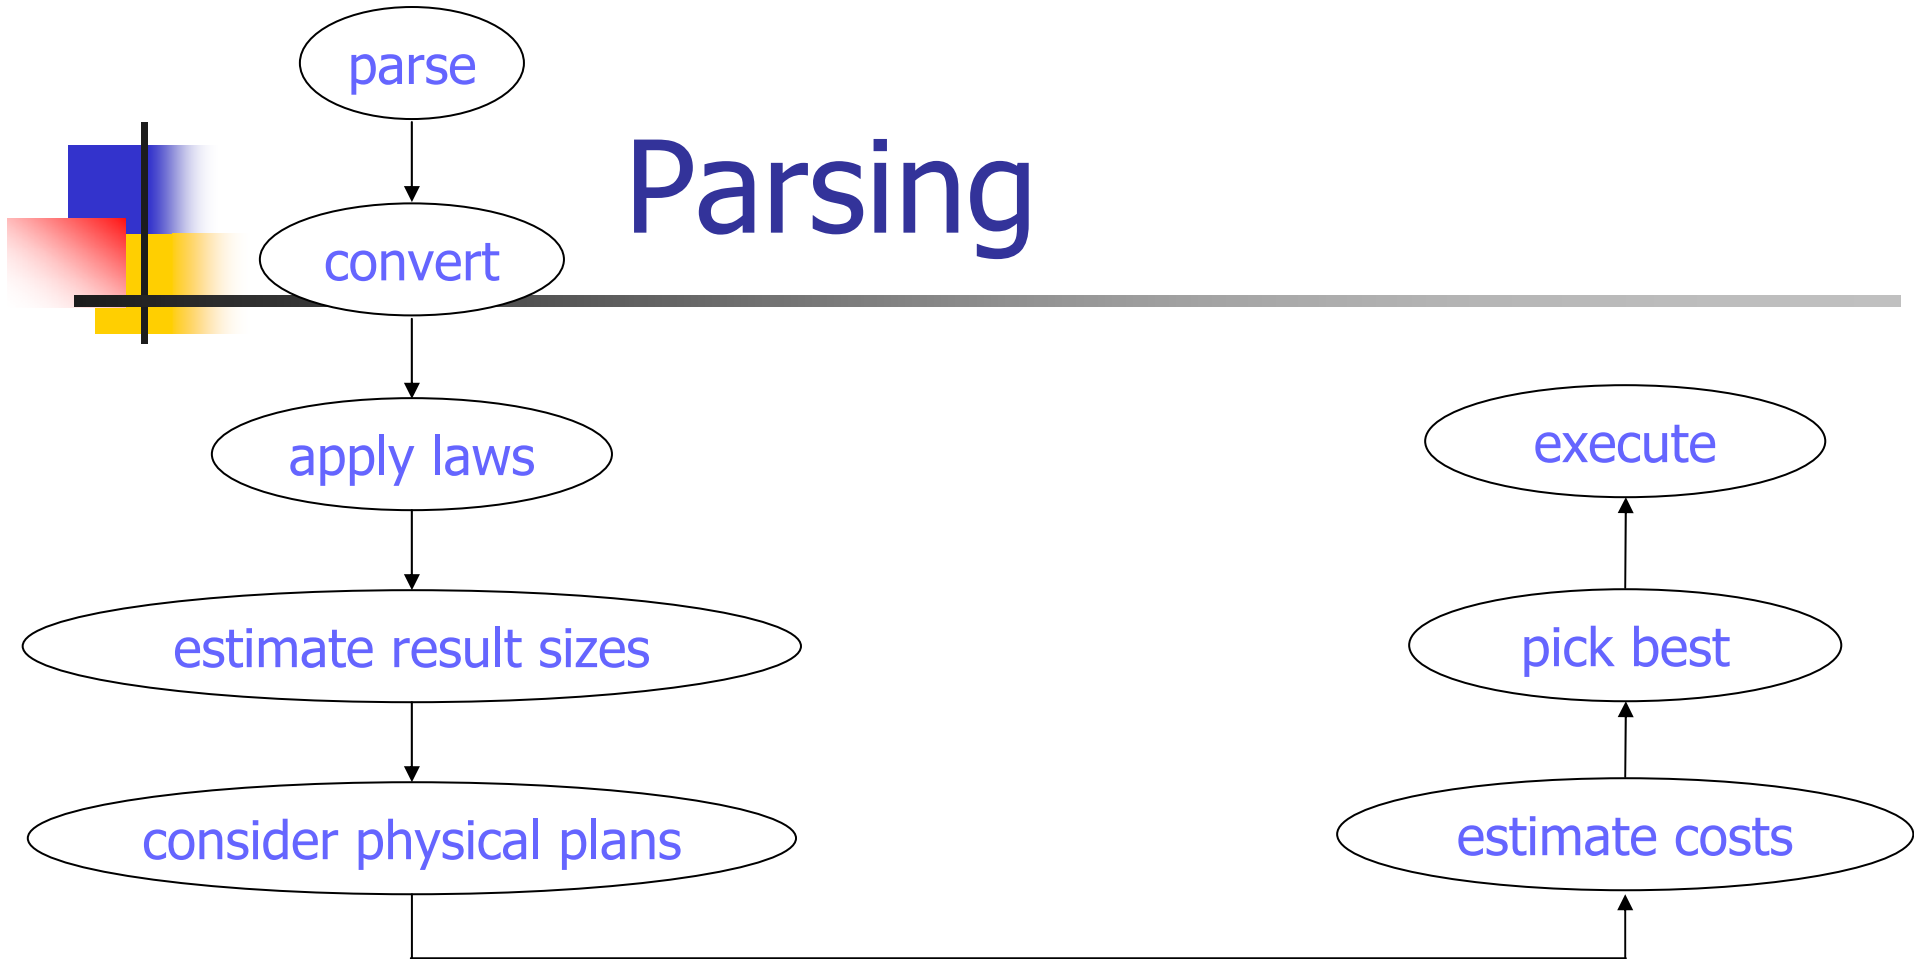 parse
Parsing
convert
apply laws
estimate result sizes
consider physical plans
estimate costs
pick best
execute